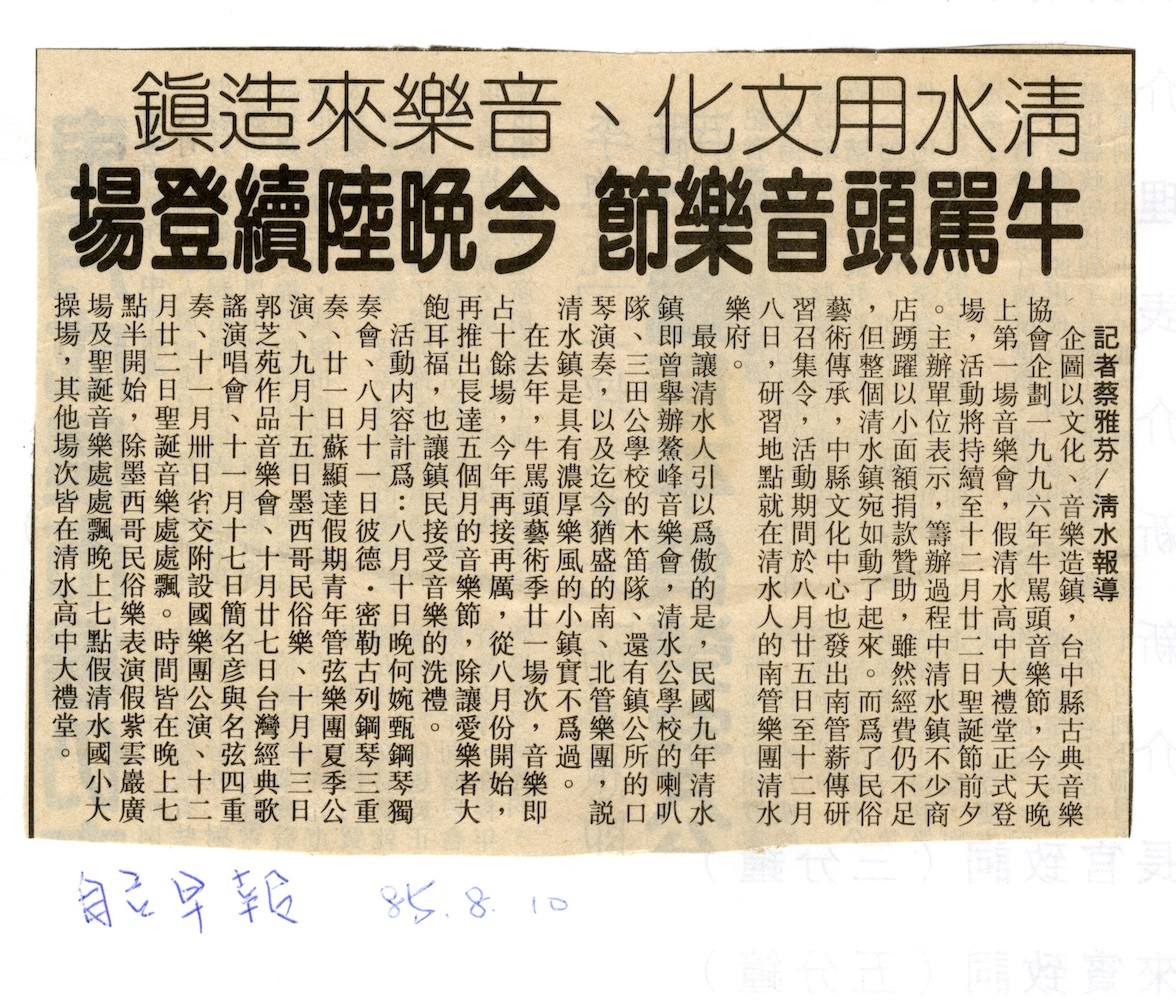 清水用文化、音樂來造鎮
牛罵頭音樂節 今晚陸續登場
記者蔡雅芬/清水報導
企圖以文化、音樂造鎮,台中縣古典音樂
協會企劃一九九六年牛罵頭音樂節,今天晚
上第一場音樂會,假清水高中大禮堂正式登
場,活動將持續至十二月廿二日聖誕節前夕
。主辦單位表示,籌辦過程中清水鎮不少商
店踴躍以小面額捐款贊助,雖然經費仍不足
,但整個清水鎮宛如動了起來。而爲了民俗
藝術傳承,中縣文化中心也發出南管薪傳研
習召集令,活動期間於八月廿五日至十二月
八日,研習地點就在清水人的南管樂團清水
樂府。
最讓清水人引以爲傲的是,民國九年清水
鎮即曾舉辦鰲峰音樂會,清水公學校的喇叭
隊、三田公學校的木笛隊、還有鎮公所的口
琴演奏,以及迄今猶盛的南、北管樂團,説
清水鎮是具有濃厚樂風的小鎮實不爲過。
在去年,牛罵頭藝術季廿一場次,音樂即
占十餘場,今年再接再厲,從八月份開始,
再推出長達五個月的音樂節,除讓愛樂者大
飽耳福,也讓鎮民接受音樂的洗禮。
活動内容計爲:八月十日晚何婉甄鋼琴獨
奏會、八月十一日彼德・密勒古列鋼琴三重
奏、廿一日蘇顯達假期青年管弦樂團夏季公
演、九月十五日墨西哥民俗樂、十月十三日
郭芝苑作品音樂會、十月廿七日台灣經典歌
謠演唱會、十一月十七日簡名彦與名弦四重
奏、十一月卅日省交附設國樂團公演、十二
月廿二日聖誕音樂處處飄。時間皆在晚上七
點半開始,除墨西哥民俗樂表演假紫雲巖廣
場及聖誕音樂處處飄晚上七點假清水國小大
操場,其他場次皆在清水高中大禮堂。
自立早報 85.8.10
長官致詞(三分鐘)
來賓致詞(五分鐘)